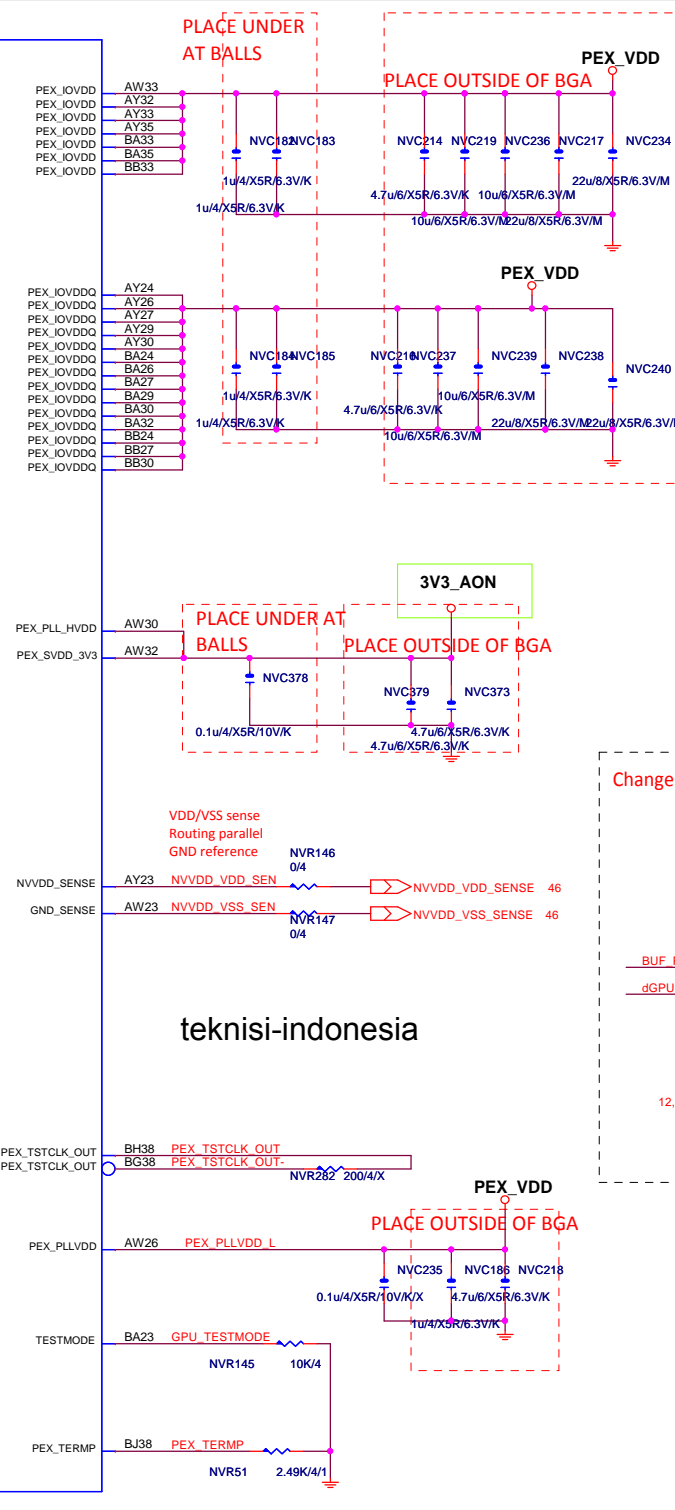 PLACE UNDER
AT BALLS
PEX_VDD
PLACE OUTSIDE OF BGA
PEX_IOVDD AW33
PEX_IOVDD AY32
PEX_IOVDD AY33
PEX_IOVDD AY35
PEX_IOVDD BA33
PEX_IOVDD BA35
PEX_IOVDD BB33
NVC182 NVC183 NVC214 NVC219 NVC236 NVC217 NVC234
1u/4/X5R/6.3V/K 4.7u/6/X5R/6.3V/K 10u/6/X5R/6.3V/M 22u/8/X5R/6.3V/M
1u/4/X5R/6.3V/K 10u/6/X5R/6.3V/M 22u/8/X5R/6.3V/M
PEX_VDD
PEX_IOVDDQ AY24
PEX_IOVDDQ AY26
PEX_IOVDDQ AY27
PEX_IOVDDQ AY29
PEX_IOVDDQ AY30
PEX_IOVDDQ BA24
PEX_IOVDDQ BA26
PEX_IOVDDQ BA27
PEX_IOVDDQ BA29
PEX_IOVDDQ BA30
PEX_IOVDDQ BA32
PEX_IOVDDQ BB24
PEX_IOVDDQ BB27
PEX_IOVDDQ BB30
NVC184 NVC185 NVC216 NVC237 NVC239 NVC238 NVC240
1u/4/X5R/6.3V/K 10u/6/X5R/6.3V/M
4.7u/6/X5R/6.3V/K
1u/4/X5R/6.3V/K 22u/8/X5R/6.3V/M 22u/8/X5R/6.3V/
10u/6/X5R/6.3V/M
3V3_AON
PLACE UNDER AT
BALLS
PLACE OUTSIDE OF BGA
PEX_PLL_HVDD AW30
PEX_SVDD_3V3 AW32
NVC378 NVC379 NVC373
0.1u/4/X5R/10V/K 4.7u/6/X5R/6.3V/K
4.7u/6/X5R/6.3V/K
Change
VDD/VSS sense
Routing parallel
GND reference
NVR146
0/4
NVVDD_SENSE AY23 NVVDD_VDD_SEN NVVDD_VDD_SENSE 46
GND_SENSE AW23 NVVDD_VSS_SEN NVVDD_VSS_SENSE 46
NVR147
0/4
BUF_
dGPU
teknisi-indonesia
12,
PEX_TSTCLK_OUT BH38 PEX_TSTCLK_OUT
PEX_TSTCLK_OUT BG38 PEX_TSTCLK_OUT-
NVR282 200/4/X
PEX_VDD
PLACE OUTSIDE OF BGA
PEX_PLLVDD AW26 PEX_PLLVDD_L
NVC235 NVC186 NVC218
0.1u/4/X5R/10V/K/X 4.7u/6/X5R/6.3V/K
1u/4/X5R/6.3V/K
TESTMODE BA23 GPU_TESTMODE
NVR145 10K/4
PEX_TERMP BJ38 PEX_TERMP
NVR51 2.49K/4/1